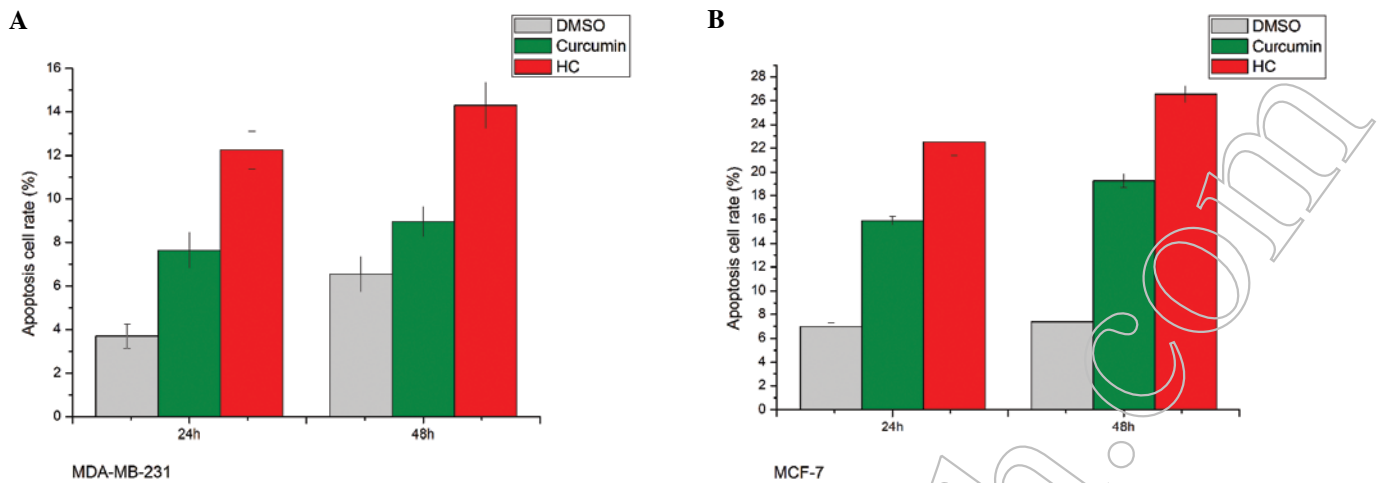 A
DMSO
Curcumin
HC
16
14
12
10
8
6
4
2
0
Apoptosis cell rate (%)
24h
48h
MDA-MB-231
B
DMSO
Curcumin
HC
28
26
24
22
20
18
16
14
12
10
8
6
4
2
0
Apoptosis cell rate (%)
24h
48h
MCF-7
.com